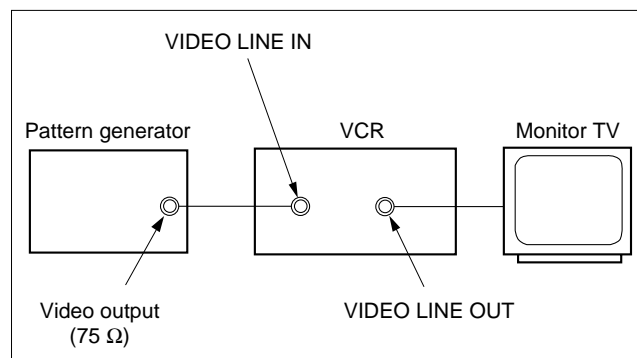 VIDEO LINE IN
Pattern generator
VCR
Monitor TV
Video output
(75 Ω)
VIDEO LINE OUT